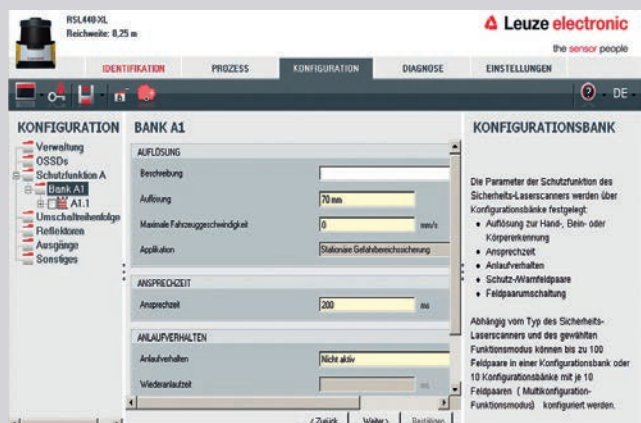 RSL440-XL
Reichweite: 8,25 m
Leuze electronic
the sensor people
IDENTIFIKATION
PROZESS
KONFIGURATION
DIAGNOSE
EINSTELLUNGEN
DE
KONFIGURATION
Verwaltung
OSSDs
Schutzfunktion A
Bank A1
A1.1
Umschaltreihenfolge
Reflektoren
Ausgänge
Sonstiges
BANK A1
AUFLÖSUNG
Beschreibung
Auflösung
70 mm
Maximale Fahrzeuggeschwindigkeit
0
mm/s
Applikation
Stationäre Gefahrbereichssicherung
ANSPRECHZEIT
Ansprechzeit
200
ms
ANLAUFVERHALTEN
Anlaufverhalten
Nicht aktiv
Wiederanlaufzeit
ms
< Zurück
Weiter >
Bestätigen
KONFIGURATIONSBANK
Die Parameter der Schutzfunktion des
Sicherheits-Laserscanners werden über
Konfigurationsbänke festgelegt:
• Auflösung zur Hand-, Bein- oder
Körpererkennung
• Ansprechzeit
• Anlaufverhalten
• Schutz-/Warnfeldpaare
• Feldpaarumschaltung
Abhängig vom Typ des Sicherheits-
Laserscanners und des gewählten
Funktionsmodus können bis zu 100
Feldpaare in einer Konfigurationsbank oder
10 Konfigurationsbänke mit je 10
Feldpaaren ( Multikonfiguration-
Funktionsmodus) konfiguriert werden.